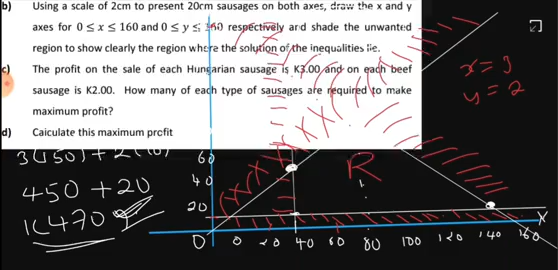 b) Using a scale of 2cm to present 20cm sausages on both axes, draw the x and y
axes for 0 ≤ x ≤ 160 and 0 ≤ y ≤ respectively and shade the unwanted
region to show clearly the region where the solution of the inequalities lie.
c) The profit on the sale of each Hungarian sausage is K3.00 and on each beef
sausage is K2.00. How many of each type of sausages are required to make
maximum profit?
d) Calculate this maximum profit
x = 3
y = 2
3(150) + 2(10)
450 + 20
K470
60
40
20
R
X
0 0 20 40 60 80 100 120 140 160